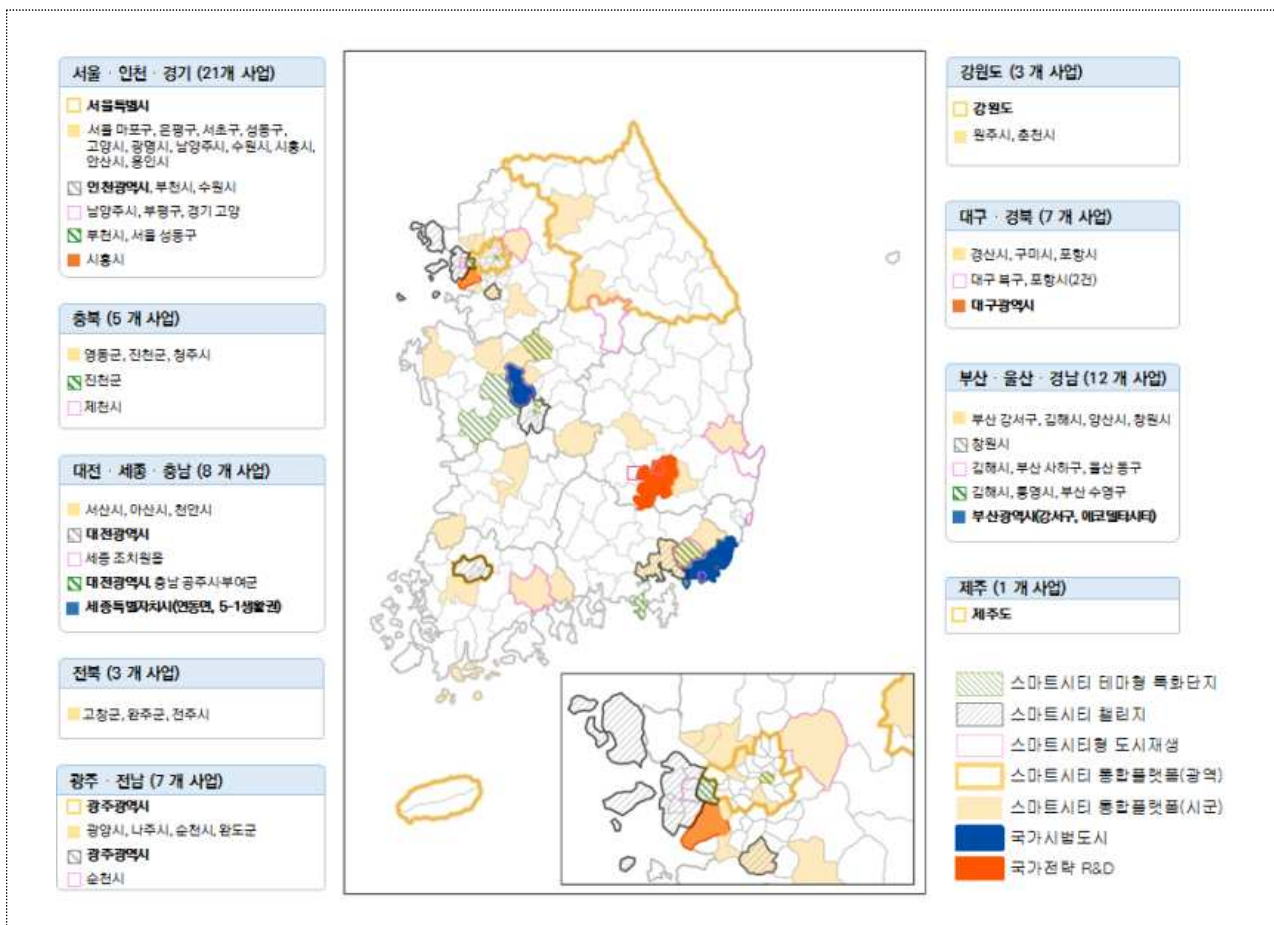 서울 · 인천 · 경기 (21개 사업)
서울특별시
서울 마포구, 은평구, 서초구, 성동구,
고양시, 광명시, 남양주시, 수원시, 시흥시,
안산시, 용인시
인천광역시, 부천시, 수원시
남양주시, 부평구, 경기 고양
부천시, 서울 성동구
시흥시
충북 (5 개 사업)
영동군, 진천군, 청주시
진천군
제천시
대전 · 세종 · 충남 (8 개 사업)
서산시, 아산시, 천안시
대전광역시
세종 조치원읍
대전광역시, 충남 공주시·부여군
세종특별자치시(연동면, 5-1생활권)
전북 (3 개 사업)
고창군, 완주군, 전주시
광주 · 전남 (7 개 사업)
광주광역시
광양시, 나주시, 순천시, 완도군
광주광역시
순천시
강원도 (3 개 사업)
강원도
원주시, 춘천시
대구 · 경북 (7 개 사업)
경산시, 구미시, 포항시
대구 북구, 포항시(2건)
대구광역시
부산 · 울산 · 경남 (12 개 사업)
부산 강서구, 김해시, 양산시, 창원시
창원시
김해시, 부산 사하구, 울산 동구
김해시, 통영시, 부산 수영구
부산광역시(강서구, 에코델타시티)
제주 (1 개 사업)
제주도
스마트시티 테마형 특화단지
스마트시티 챌린지
스마트시티형 도시재생
스마트시티 통합플랫폼(광역)
스마트시티 통합플랫폼(시군)
국가시범도시
국가전략 R&D